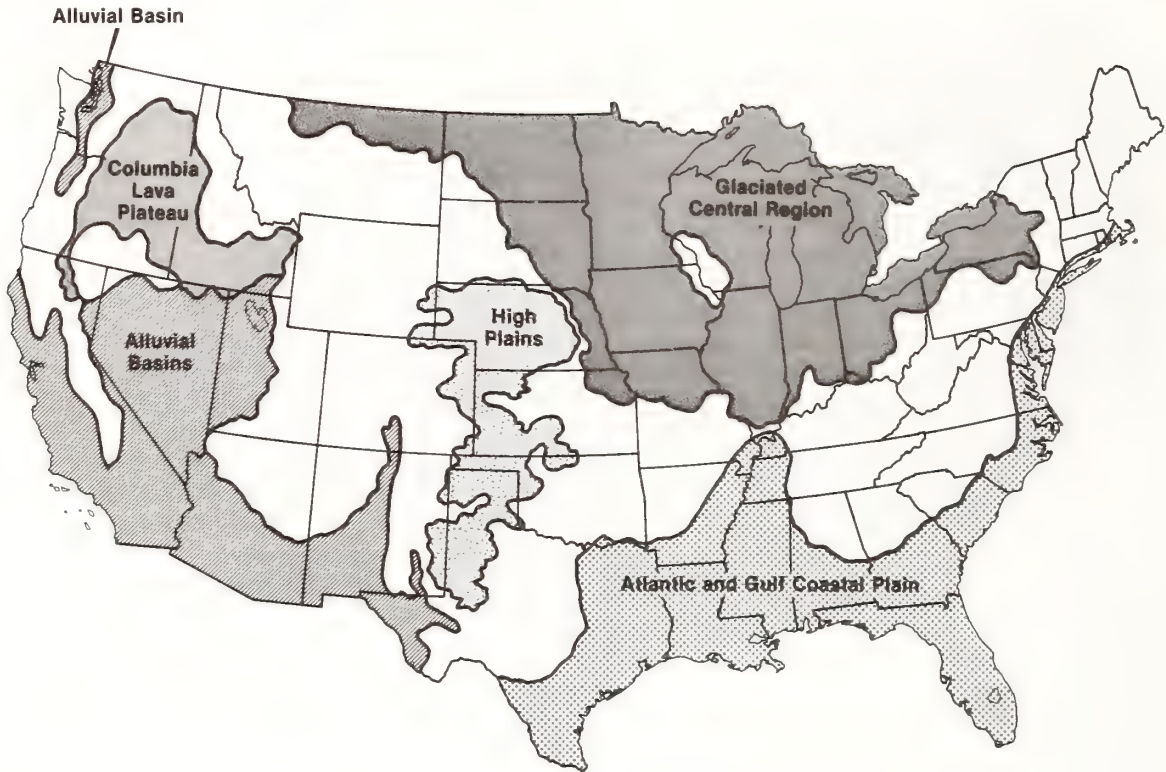 Alluvial Basin
Columbia
Lava
Plateau
Glaciated
Central Region
High
Plains
Alluvial
Basins
Atlantic and Gulf Coastal Plain